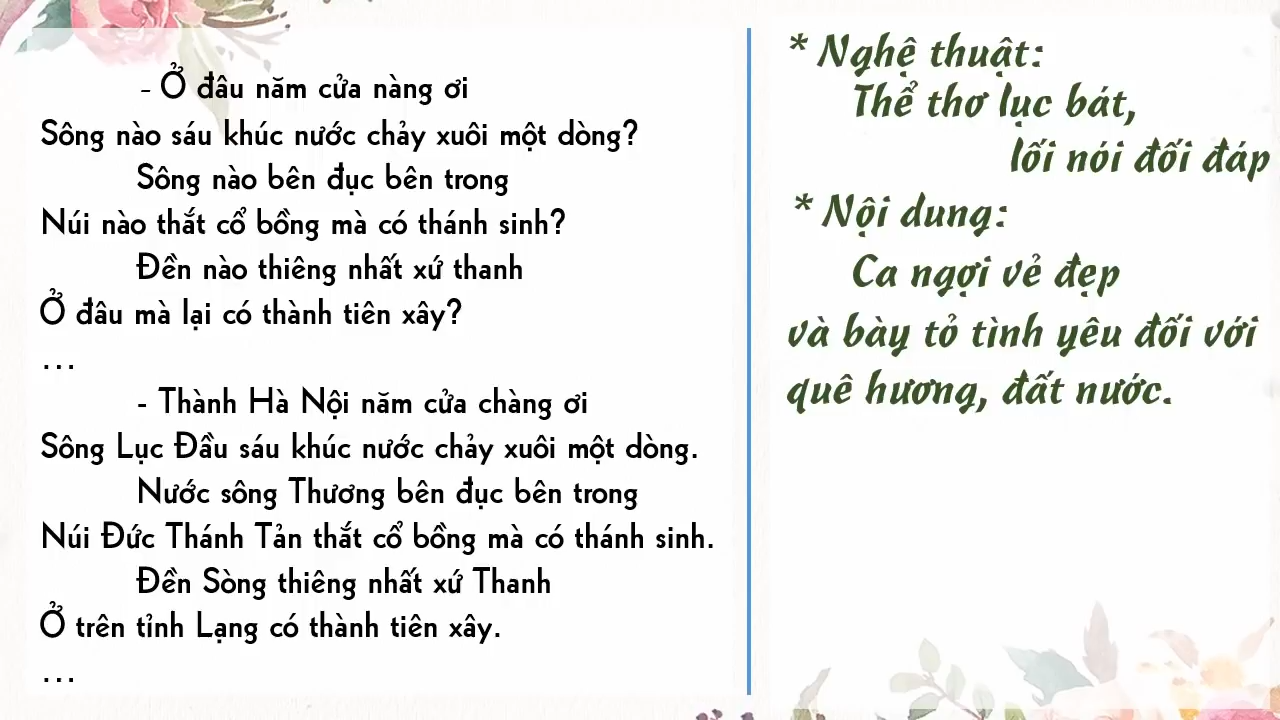 - Ở đâu năm cửa nàng ơi
Sông nào sáu khúc nước chảy xuôi một dòng?
Sông nào bên đục bên trong
Núi nào thắt cổ bồng mà có thánh sinh?
Đền nào thiêng nhất xứ thanh
Ở đâu mà lại có thành tiên xây?
...
- Thành Hà Nội năm cửa chàng ơi
Sông Lục Đầu sáu khúc nước chảy xuôi một dòng.
Nước sông Thương bên đục bên trong
Núi Đức Thánh Tản thắt cổ bồng mà có thánh sinh.
Đền Sòng thiêng nhất xứ Thanh
Ở trên tỉnh Lạng có thành tiên xây.
...
* Nghệ thuật:
Thể thơ lục bát,
lối nói đối đáp
* Nội dung:
Ca ngợi vẻ đẹp
và bày tỏ tình yêu đối với
quê hương, đất nước.